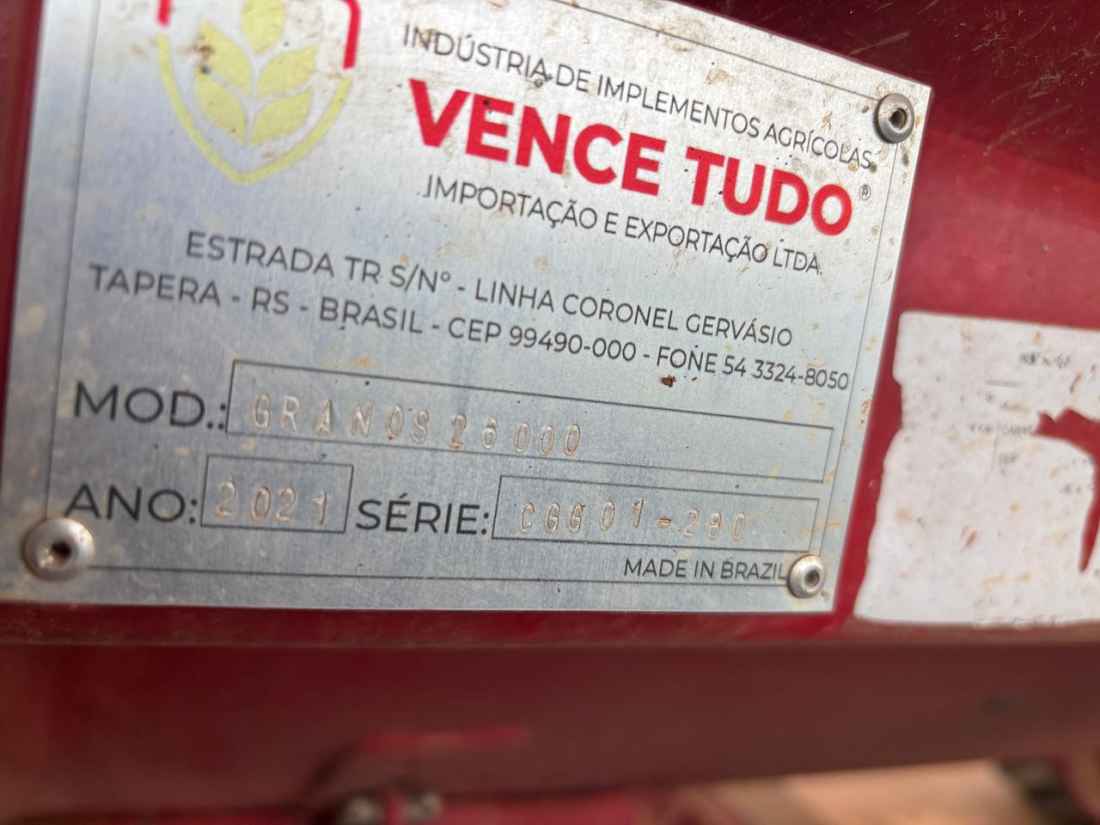 INDÚSTRIA DE IMPLEMENTOS AGRÍCOLAS
VENCE TUDO®
IMPORTAÇÃO E EXPORTAÇÃO LTDA.
ESTRADA TR S/Nº - LINHA CORONEL GERVÁSIO
TAPERA - RS - BRASIL - CEP 99490-000 - FONE 54 3324-8050
MOD.: GRANOS 26000
ANO: 2021 SÉRIE:
MADE IN BRAZIL